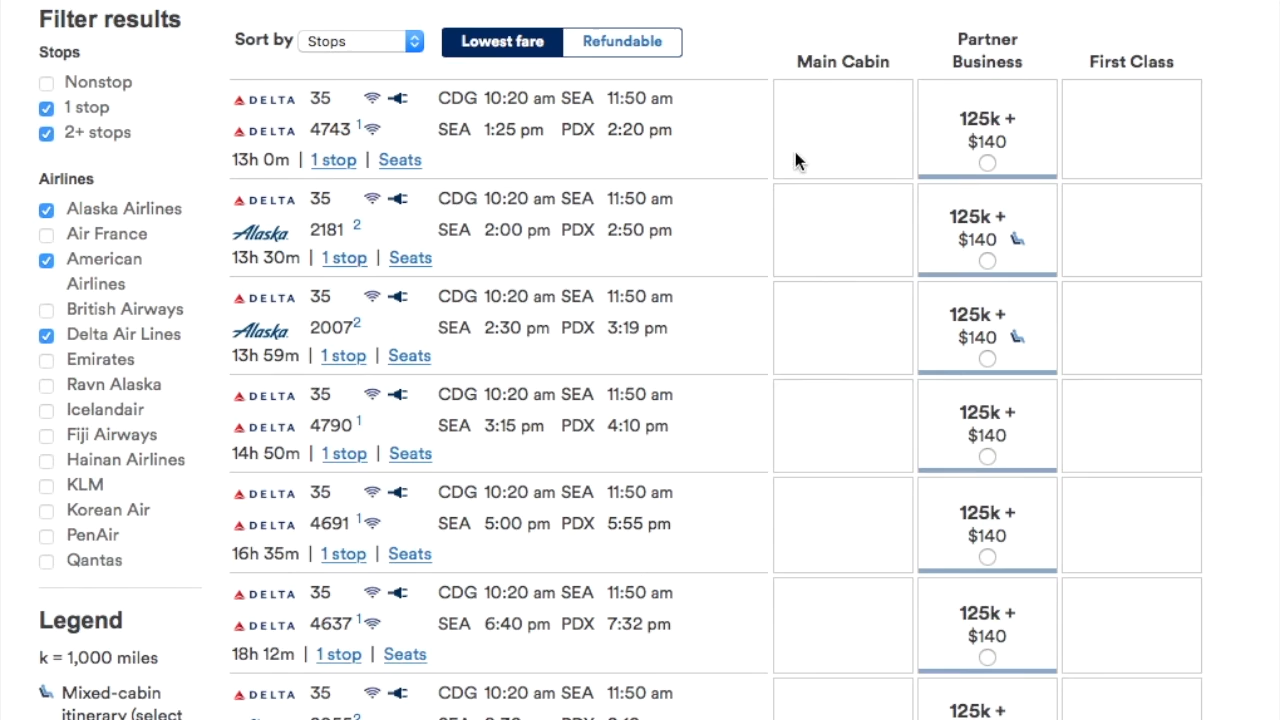 Filter results
Stops
Nonstop
1 stop
2+ stops
Airlines
Alaska Airlines
Air France
American
Airlines
British Airways
Delta Air Lines
Emirates
Ravn Alaska
Icelandair
Fiji Airways
Hainan Airlines
KLM
Korean Air
PenAir
Qantas
Legend
k = 1,000 miles
Mixed-cabin
itinerary (select
Sort by Stops Lowest fare Refundable
Main Cabin
Partner
Business
First Class
DELTA 35 CDG 10:20 am SEA 11:50 am
DELTA 4743 1 SEA 1:25 pm PDX 2:20 pm
13h 0m | 1 stop | Seats
125k +
$140
DELTA 35 CDG 10:20 am SEA 11:50 am
Alaska 2181 2 SEA 2:00 pm PDX 2:50 pm
13h 30m | 1 stop | Seats
125k +
$140
DELTA 35 CDG 10:20 am SEA 11:50 am
Alaska 2007 2 SEA 2:30 pm PDX 3:19 pm
13h 59m | 1 stop | Seats
125k +
$140
DELTA 35 CDG 10:20 am SEA 11:50 am
DELTA 4790 1 SEA 3:15 pm PDX 4:10 pm
14h 50m | 1 stop | Seats
125k +
$140
DELTA 35 CDG 10:20 am SEA 11:50 am
DELTA 4691 1 SEA 5:00 pm PDX 5:55 pm
16h 35m | 1 stop | Seats
125k +
$140
DELTA 35 CDG 10:20 am SEA 11:50 am
DELTA 4637 1 SEA 6:40 pm PDX 7:32 pm
18h 12m | 1 stop | Seats
125k +
$140
DELTA 35 CDG 10:20 am SEA 11:50 am
125k +